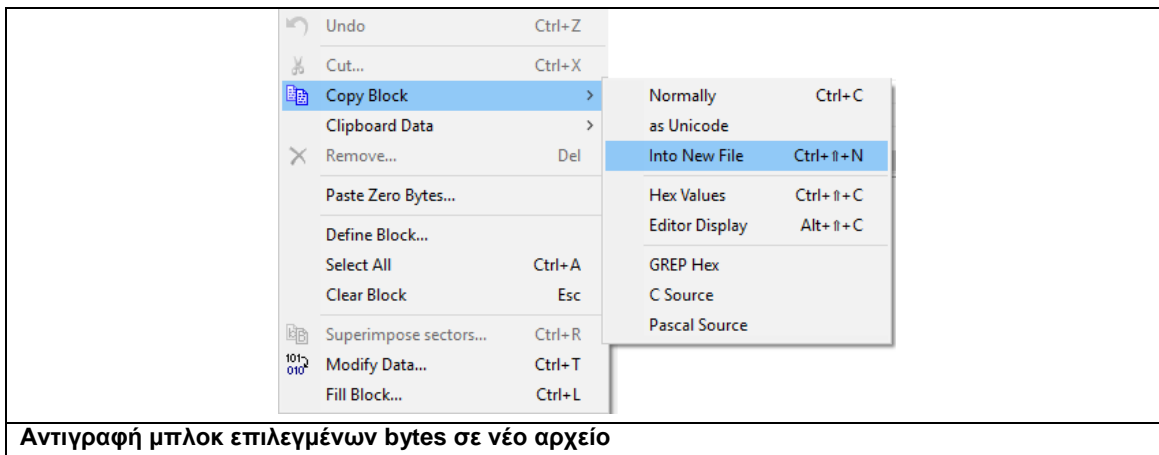 Undo Ctrl+Z
Cut... Ctrl+X
Copy Block >
Clipboard Data >
Remove... Del
Paste Zero Bytes...
Define Block...
Select All Ctrl+A
Clear Block Esc
Superimpose sectors... Ctrl+R
Modify Data... Ctrl+T
Fill Block... Ctrl+L
Normally Ctrl+C
as Unicode
Into New File Ctrl+⇧+N
Hex Values Ctrl+⇧+C
Editor Display Alt+⇧+C
GREP Hex
C Source
Pascal Source
Αντιγραφή μπλοκ επιλεγμένων bytes σε νέο αρχείο